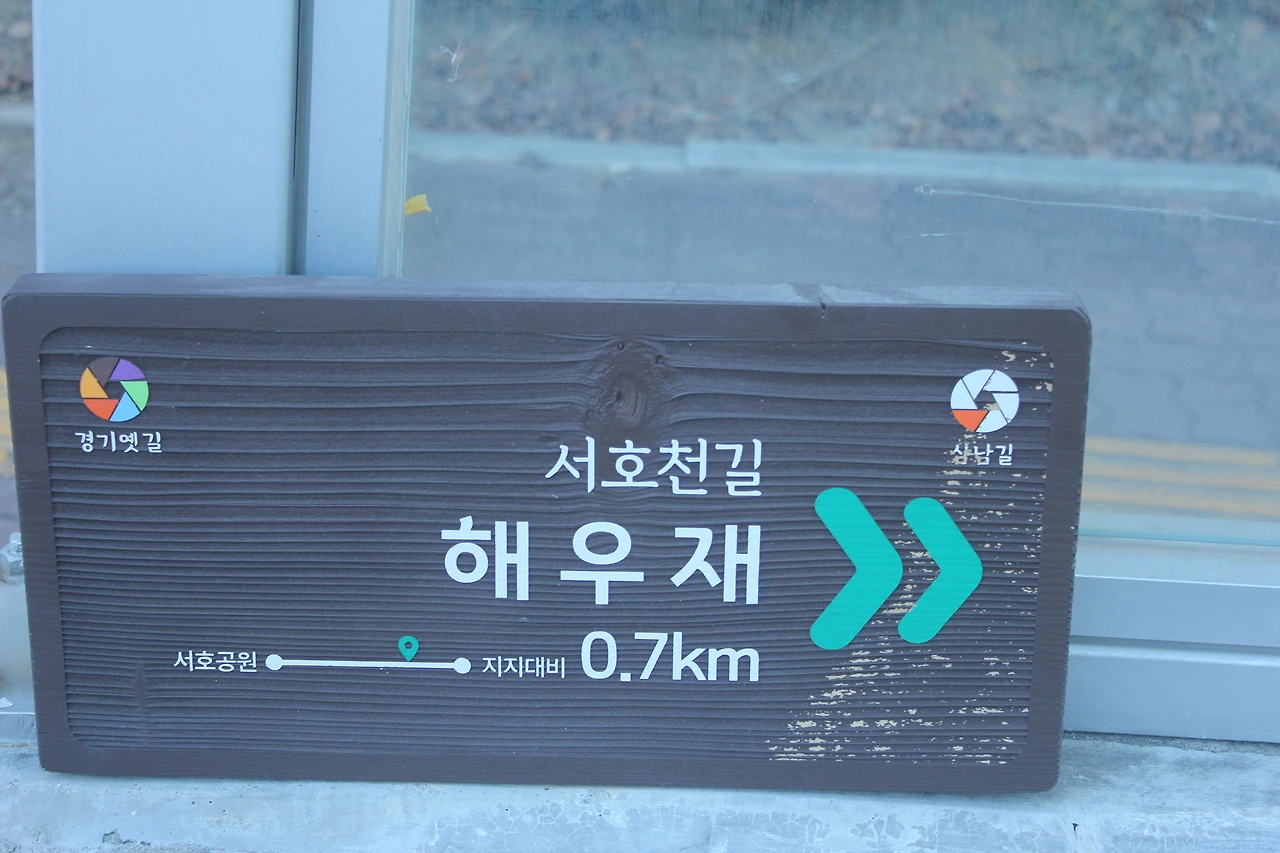 경기옛길
삼남길
서호천길
해우재
서호공원 지지대비 0.7km